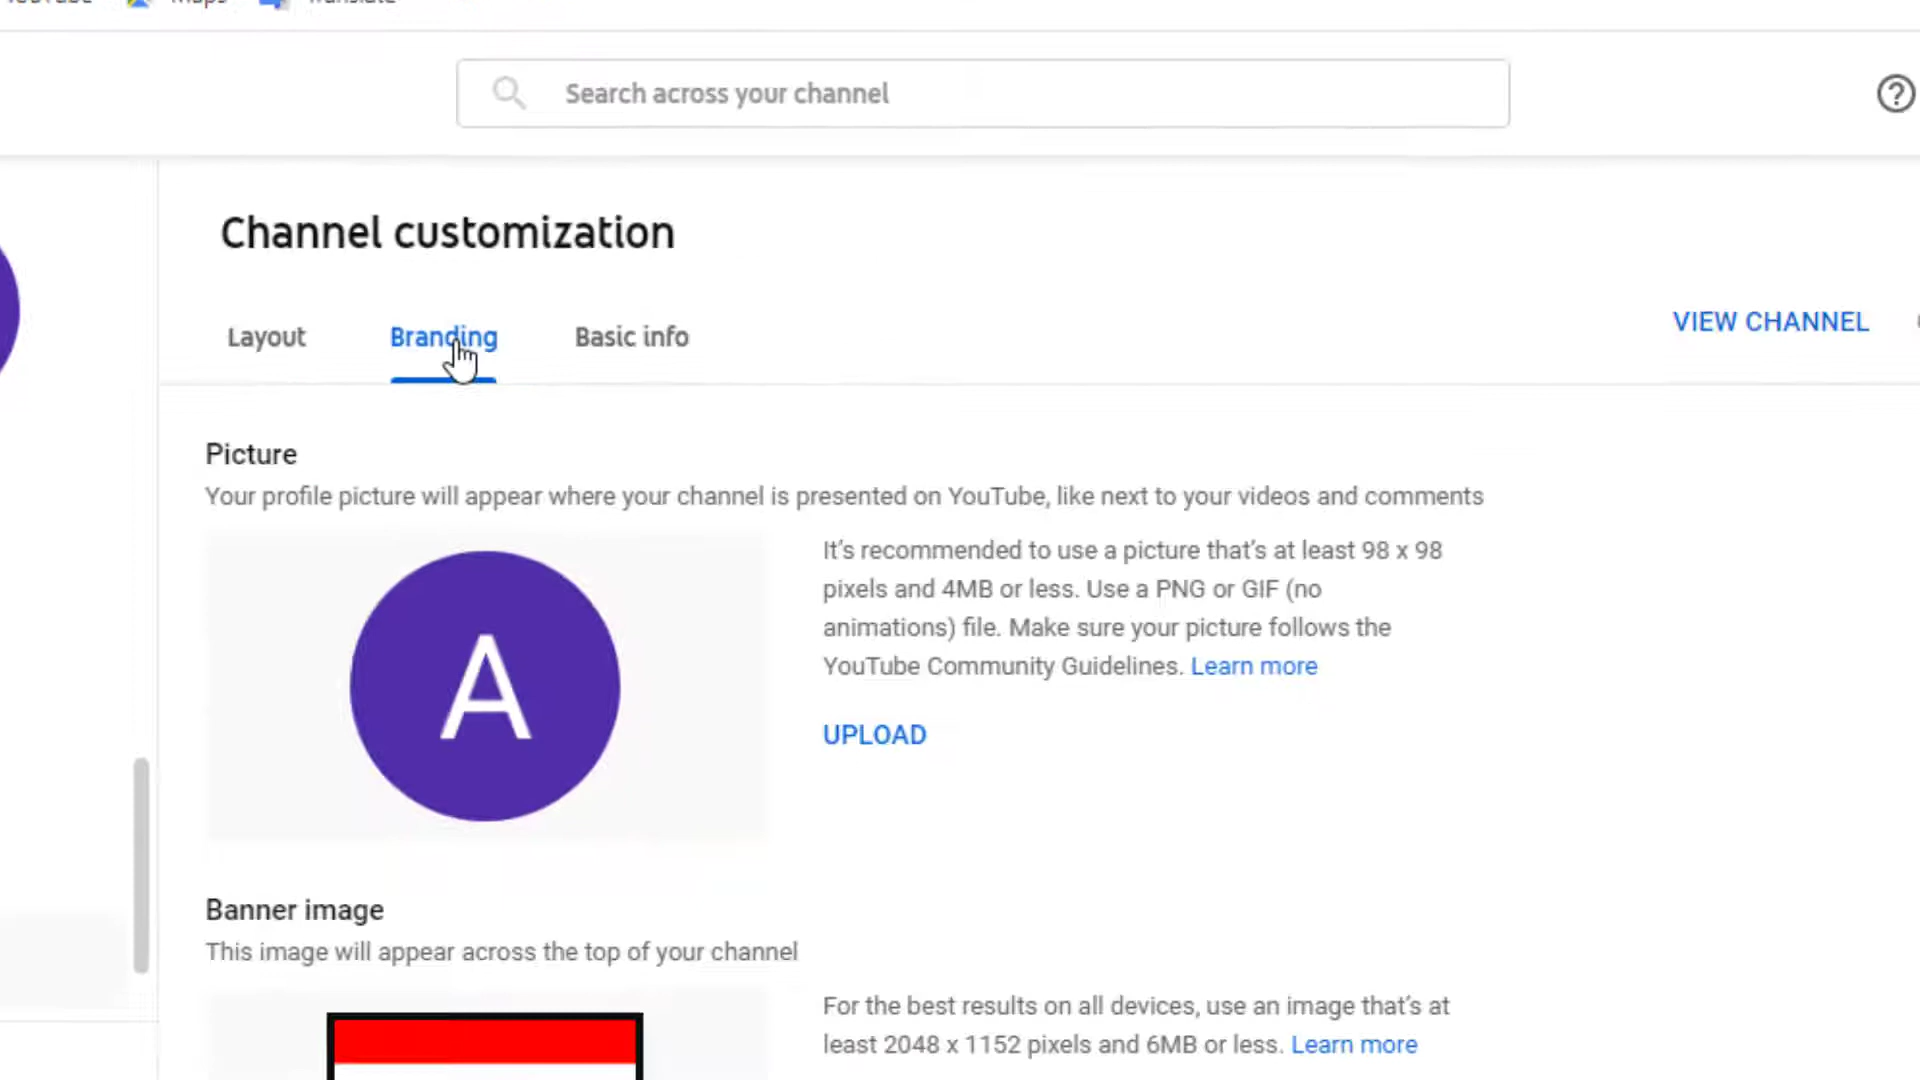 Search across your channel
Channel customization
Layout Branding Basic info
VIEW CHANNEL
Picture
Your profile picture will appear where your channel is presented on YouTube, like next to your videos and comments
It's recommended to use a picture that's at least 98 x 98
pixels and 4MB or less. Use a PNG or GIF (no
animations) file. Make sure your picture follows the
YouTube Community Guidelines. Learn more
A
UPLOAD
Banner image
This image will appear across the top of your channel
For the best results on all devices, use an image that's at
least 2048 x 1152 pixels and 6MB or less. Learn more